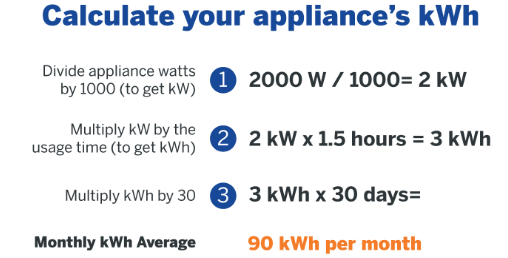 Calculate your appliance's kWh
Divide appliance watts
by 1000 (to get kW)
1 2000 W / 1000= 2 kW
Multiply kW by the
usage time (to get kWh)
2 2 kW x 1.5 hours = 3 kWh
Multiply kWh by 30 3 3 kWh x 30 days=
Monthly kWh Average 90 kWh per month